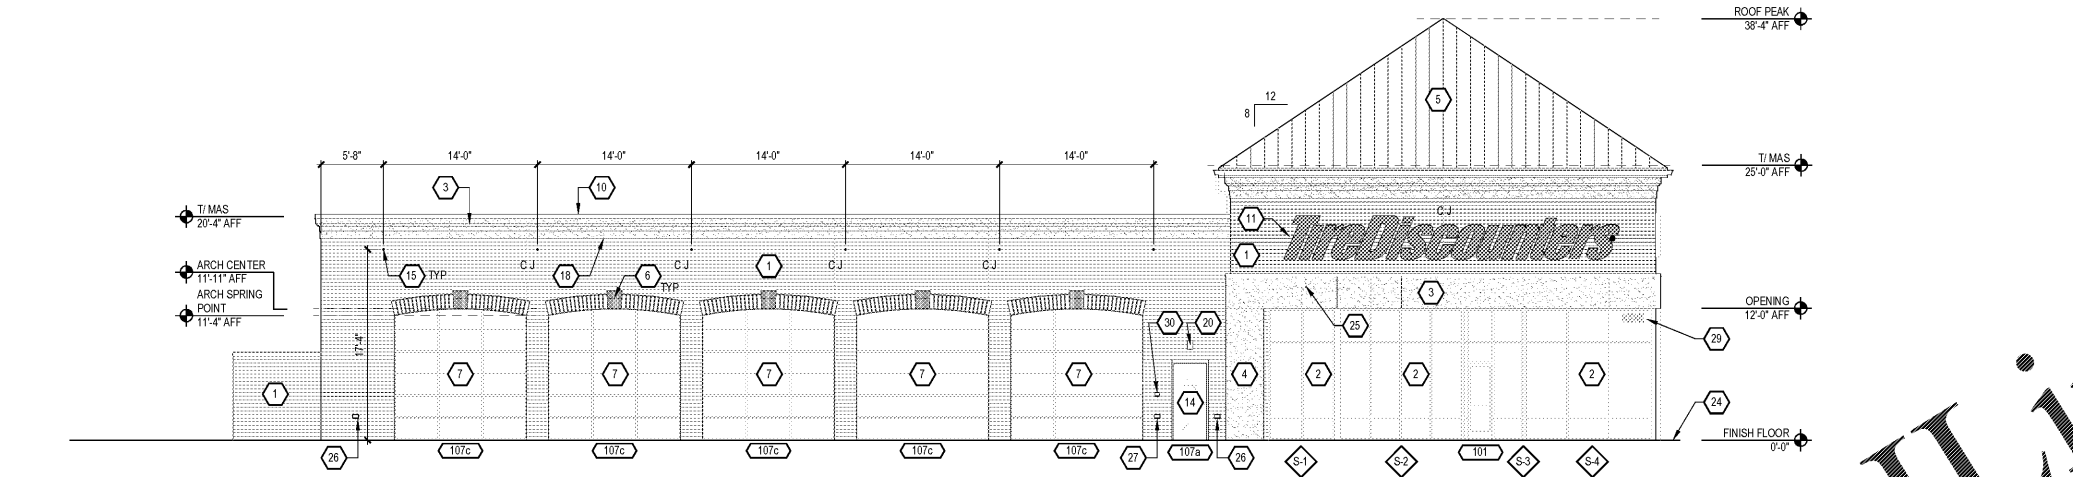 ROOF PEAK
38'-4" AFF
12
8
5
5'-8"
14'-0"
14'-0"
14'-0"
14'-0"
14'-0"
T/ MAS
25'-0" AFF
3
10
T/ MAS
20'-4" AFF
C J
11
TireDiscounters
1
ARCH CENTER
11'-11" AFF
ARCH SPRING
POINT
11'-4" AFF
15 TYP
C J
18
6
TYP
C J
1
C J
C J
3
OPENING
12'-0" AFF
17'-4"
30
20
25
29
1
7
7
7
7
7
14
4
2
2
2
24
FINISH FLOOR
0'-0"
26
107c
107c
107c
107c
107c
27
107a
26
S-1
S-2
101
S-3
S-4